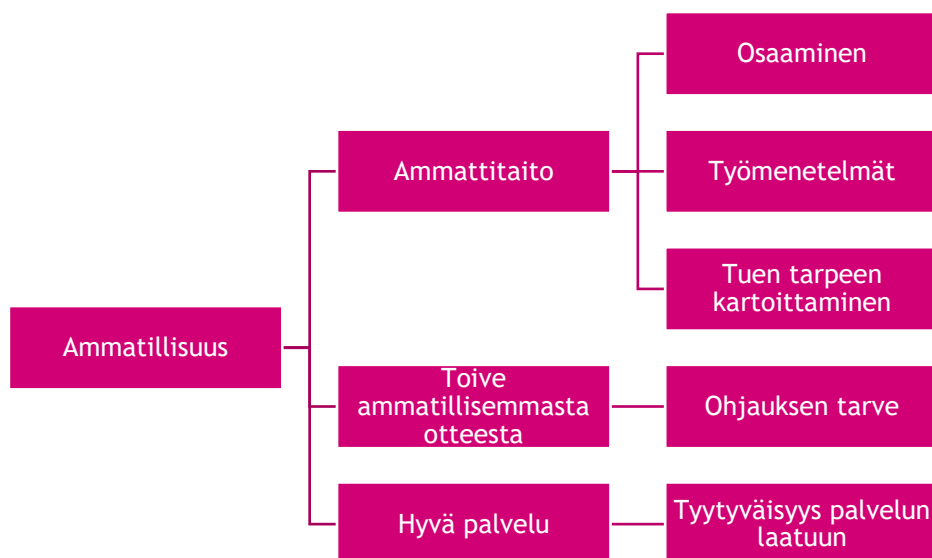 Ammatillisuus
Ammattitaito
Osaaminen
Työmenetelmät
Tuen tarpeen
kartoittaminen
Toive
ammatillisemmasta
otteesta
Ohjauksen tarve
Hyvä palvelu
Tyytyväisyys palvelun
laatuun